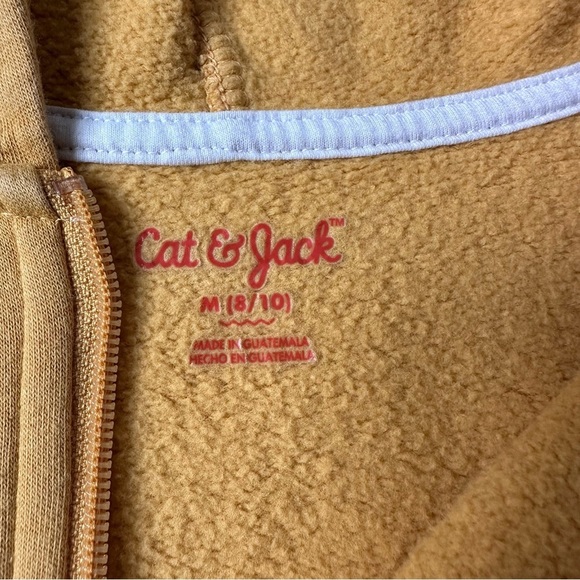 Cat & Jack™
M (8/10)
MADE IN GUATEMALA
HECHO EN GUATEMALA